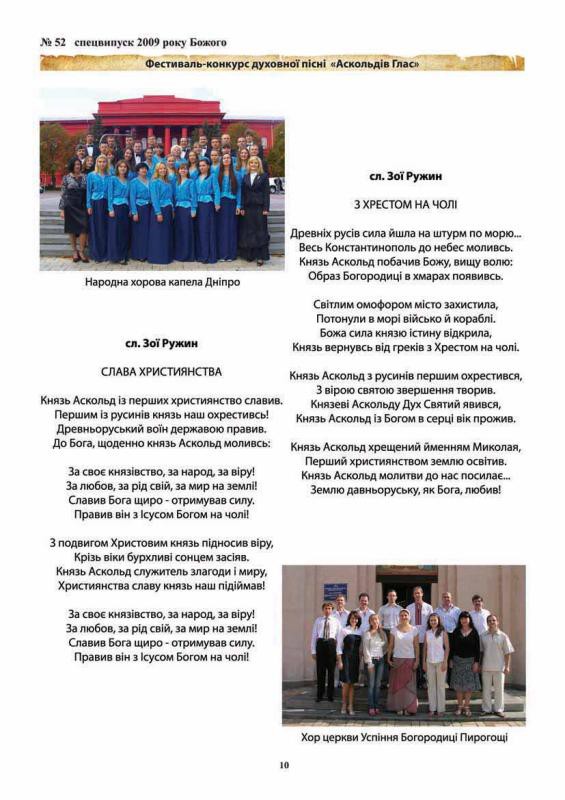 № 52 спецвипуск 2009 року Божого
Фестиваль-конкурс духовної пісні «Аскольдів Глас»
Народна хорова капела Дніпро
сл. Зої Ружин
СЛАВА ХРИСТИЯНСТВА
Князь Аскольд із перших християнство славив.
Першим із русинів князь наш охрестивсь!
Древньоруський воїн державою правив.
До Бога, щоденно князь Аскольд моливсь:
За своє князівство, за народ, за віру!
За любов, за рід свій, за мир на землі!
Славив Бога щиро - отримував силу.
Правив він з Ісусом Богом на чолі!
З подвигом Христовим князь підносив віру,
Крізь віки бурхливі сонцем засіяв.
Князь Аскольд служитель злагоди і миру,
Християнства славу князь наш підіймав!
За своє князівство, за народ, за віру!
За любов, за рід свій, за мир на землі!
Славив Бога щиро - отримував силу.
Правив він з Ісусом Богом на чолі!
сл. Зої Ружин
З ХРЕСТОМ НА ЧОЛІ
Древніх русів сила йшла на штурм по морю...
Весь Константинополь до небес моливсь.
Князь Аскольд побачив Божу, вищу волю:
Образ Богородиці в хмарах появивсь.
Світлим омофором місто захистила,
Потонули в морі військо й кораблі.
Божа сила князю істину відкрила,
Князь вернувсь від греків з Хрестом на чолі.
Князь Аскольд з русинів першим охрестився,
З вірою святою звершення творив.
Князеві Аскольду Дух Святий явився,
Князь Аскольд із Богом в серці вік прожив.
Князь Аскольд хрещений йменням Миколая,
Перший християнством землю освітив.
Князь Аскольд молитви до нас посилає...
Землю давньоруську, як Бога, любив!
Хор церкви Успіння Богородиці Пирогощі
10